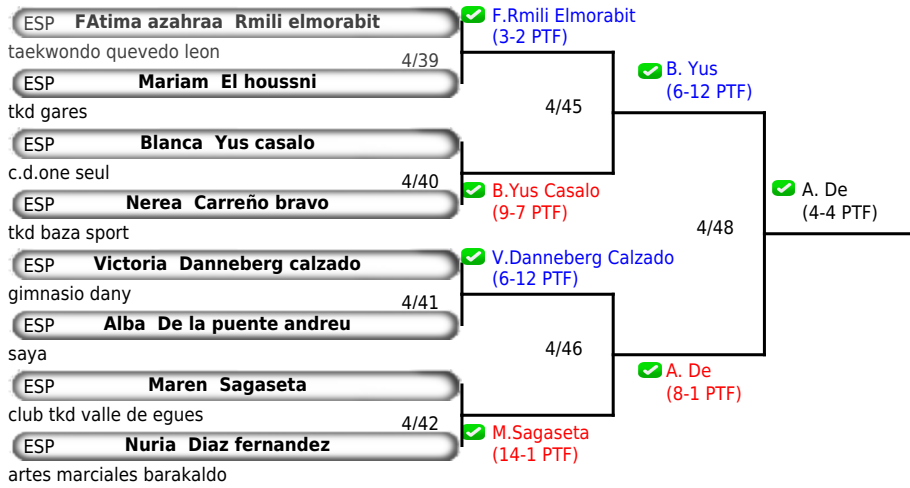 ESP FAtima azahraa Rmili elmorabit
taekwondo quevedo leon
4/39
ESP Mariam El houssni
tkd gares
ESP Blanca Yus casalo
c.d.one seul
4/40
ESP Nerea Carreño bravo
tkd baza sport
ESP Victoria Danneberg calzado
gimnasio dany
4/41
ESP Alba De la puente andreu
saya
ESP Maren Sagaseta
club tkd valle de egues
4/42
ESP Nuria Diaz fernandez
artes marciales barakaldo
F.Rmili Elmorabit
(3-2 PTF)
4/45
B.Yus Casalo
(9-7 PTF)
V.Danneberg Calzado
(6-12 PTF)
4/46
M.Sagaseta
(14-1 PTF)
B. Yus
(6-12 PTF)
4/48
A. De
(8-1 PTF)
A. De
(4-4 PTF)